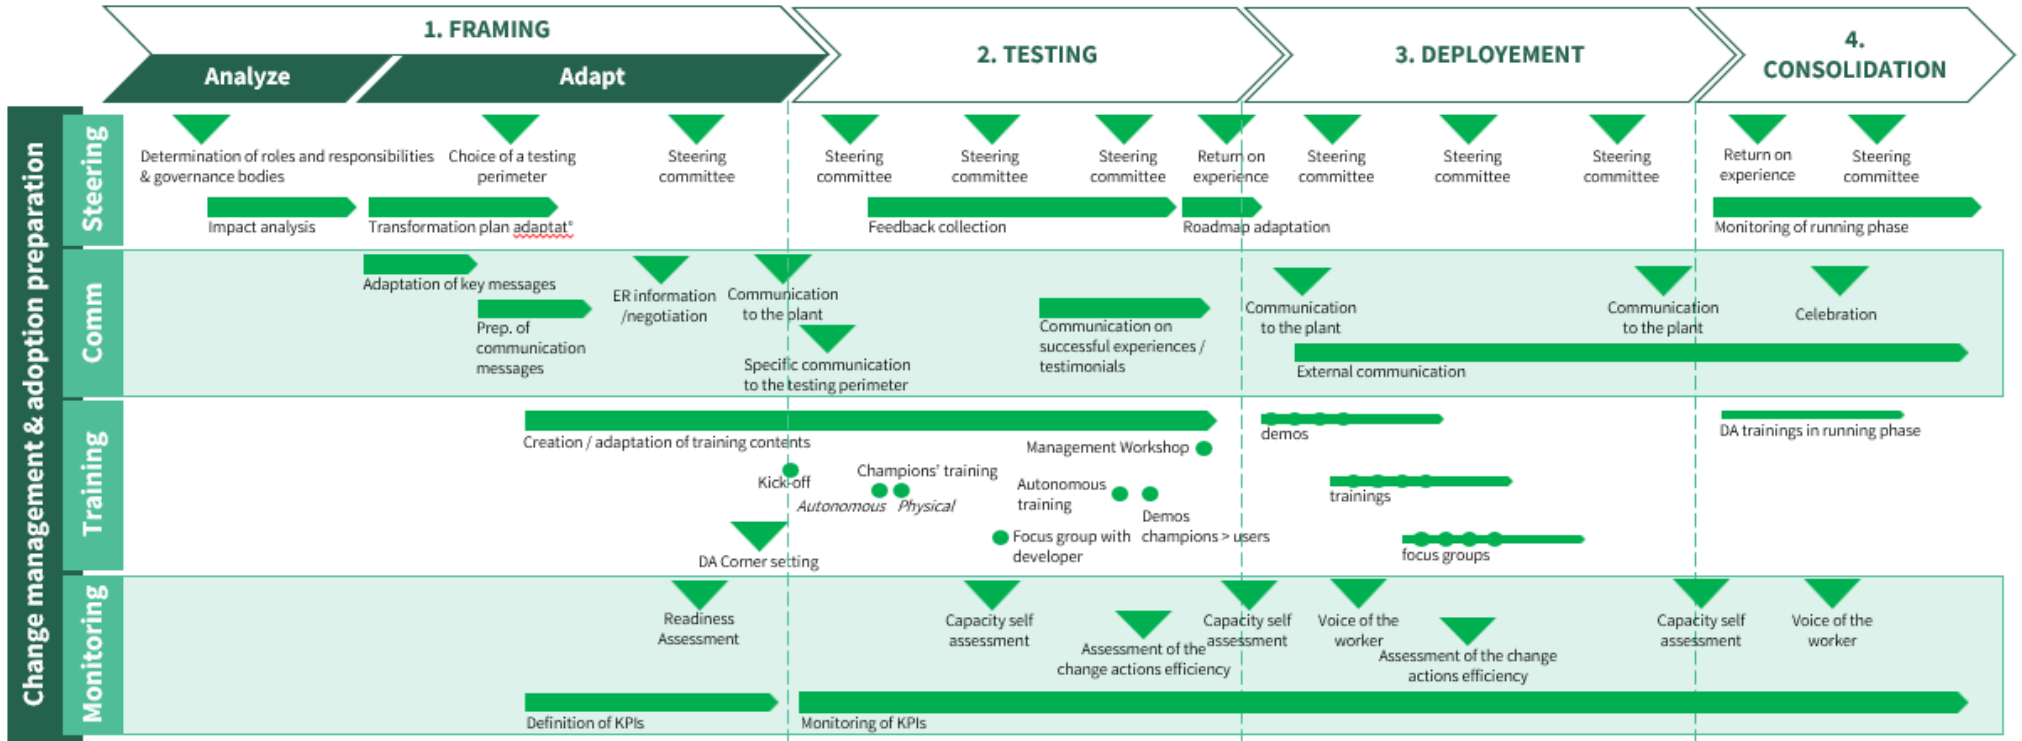 1. FRAMING
Analyze
Adapt
2. TESTING
3. DEPLOYEMENT
4.
CONSOLIDATION
Change management & adoption preparation
Steering
Determination of roles and responsibilities
& governance bodies
Choice of a testing
perimeter
Steering
committee
Steering
committee
Steering
committee
Steering
committee
Return on
experience
Steering
committee
Steering
committee
Steering
committee
Return on
experience
Steering
committee
Impact analysis
Transformation plan adaptat°
Feedback collection
Roadmap adaptation
Monitoring of running phase
Comm
Adaptation of key messages
Prep. of
communication
messages
ER information
/negotiation
Communication
to the plant
Specific communication
to the testing perimeter
Communication on
successful experiences /
testimonials
Communication
to the plant
Communication
to the plant
Celebration
External communication
Training
Creation / adaptation of training contents
Management Workshop
Kick-off
Champions' training
Autonomous
Physical
Autonomous
training
Demos
champions > users
Focus group with
developer
DA Corner setting
demos
trainings
focus groups
DA trainings in running phase
Monitoring
Readiness
Assessment
Capacity self
assessment
Assessment of the
change actions efficiency
Capacity self
assessment
Voice of the
worker
Assessment of the change
actions efficiency
Capacity self
assessment
Voice of the
worker
Definition of KPIs
Monitoring of KPIs